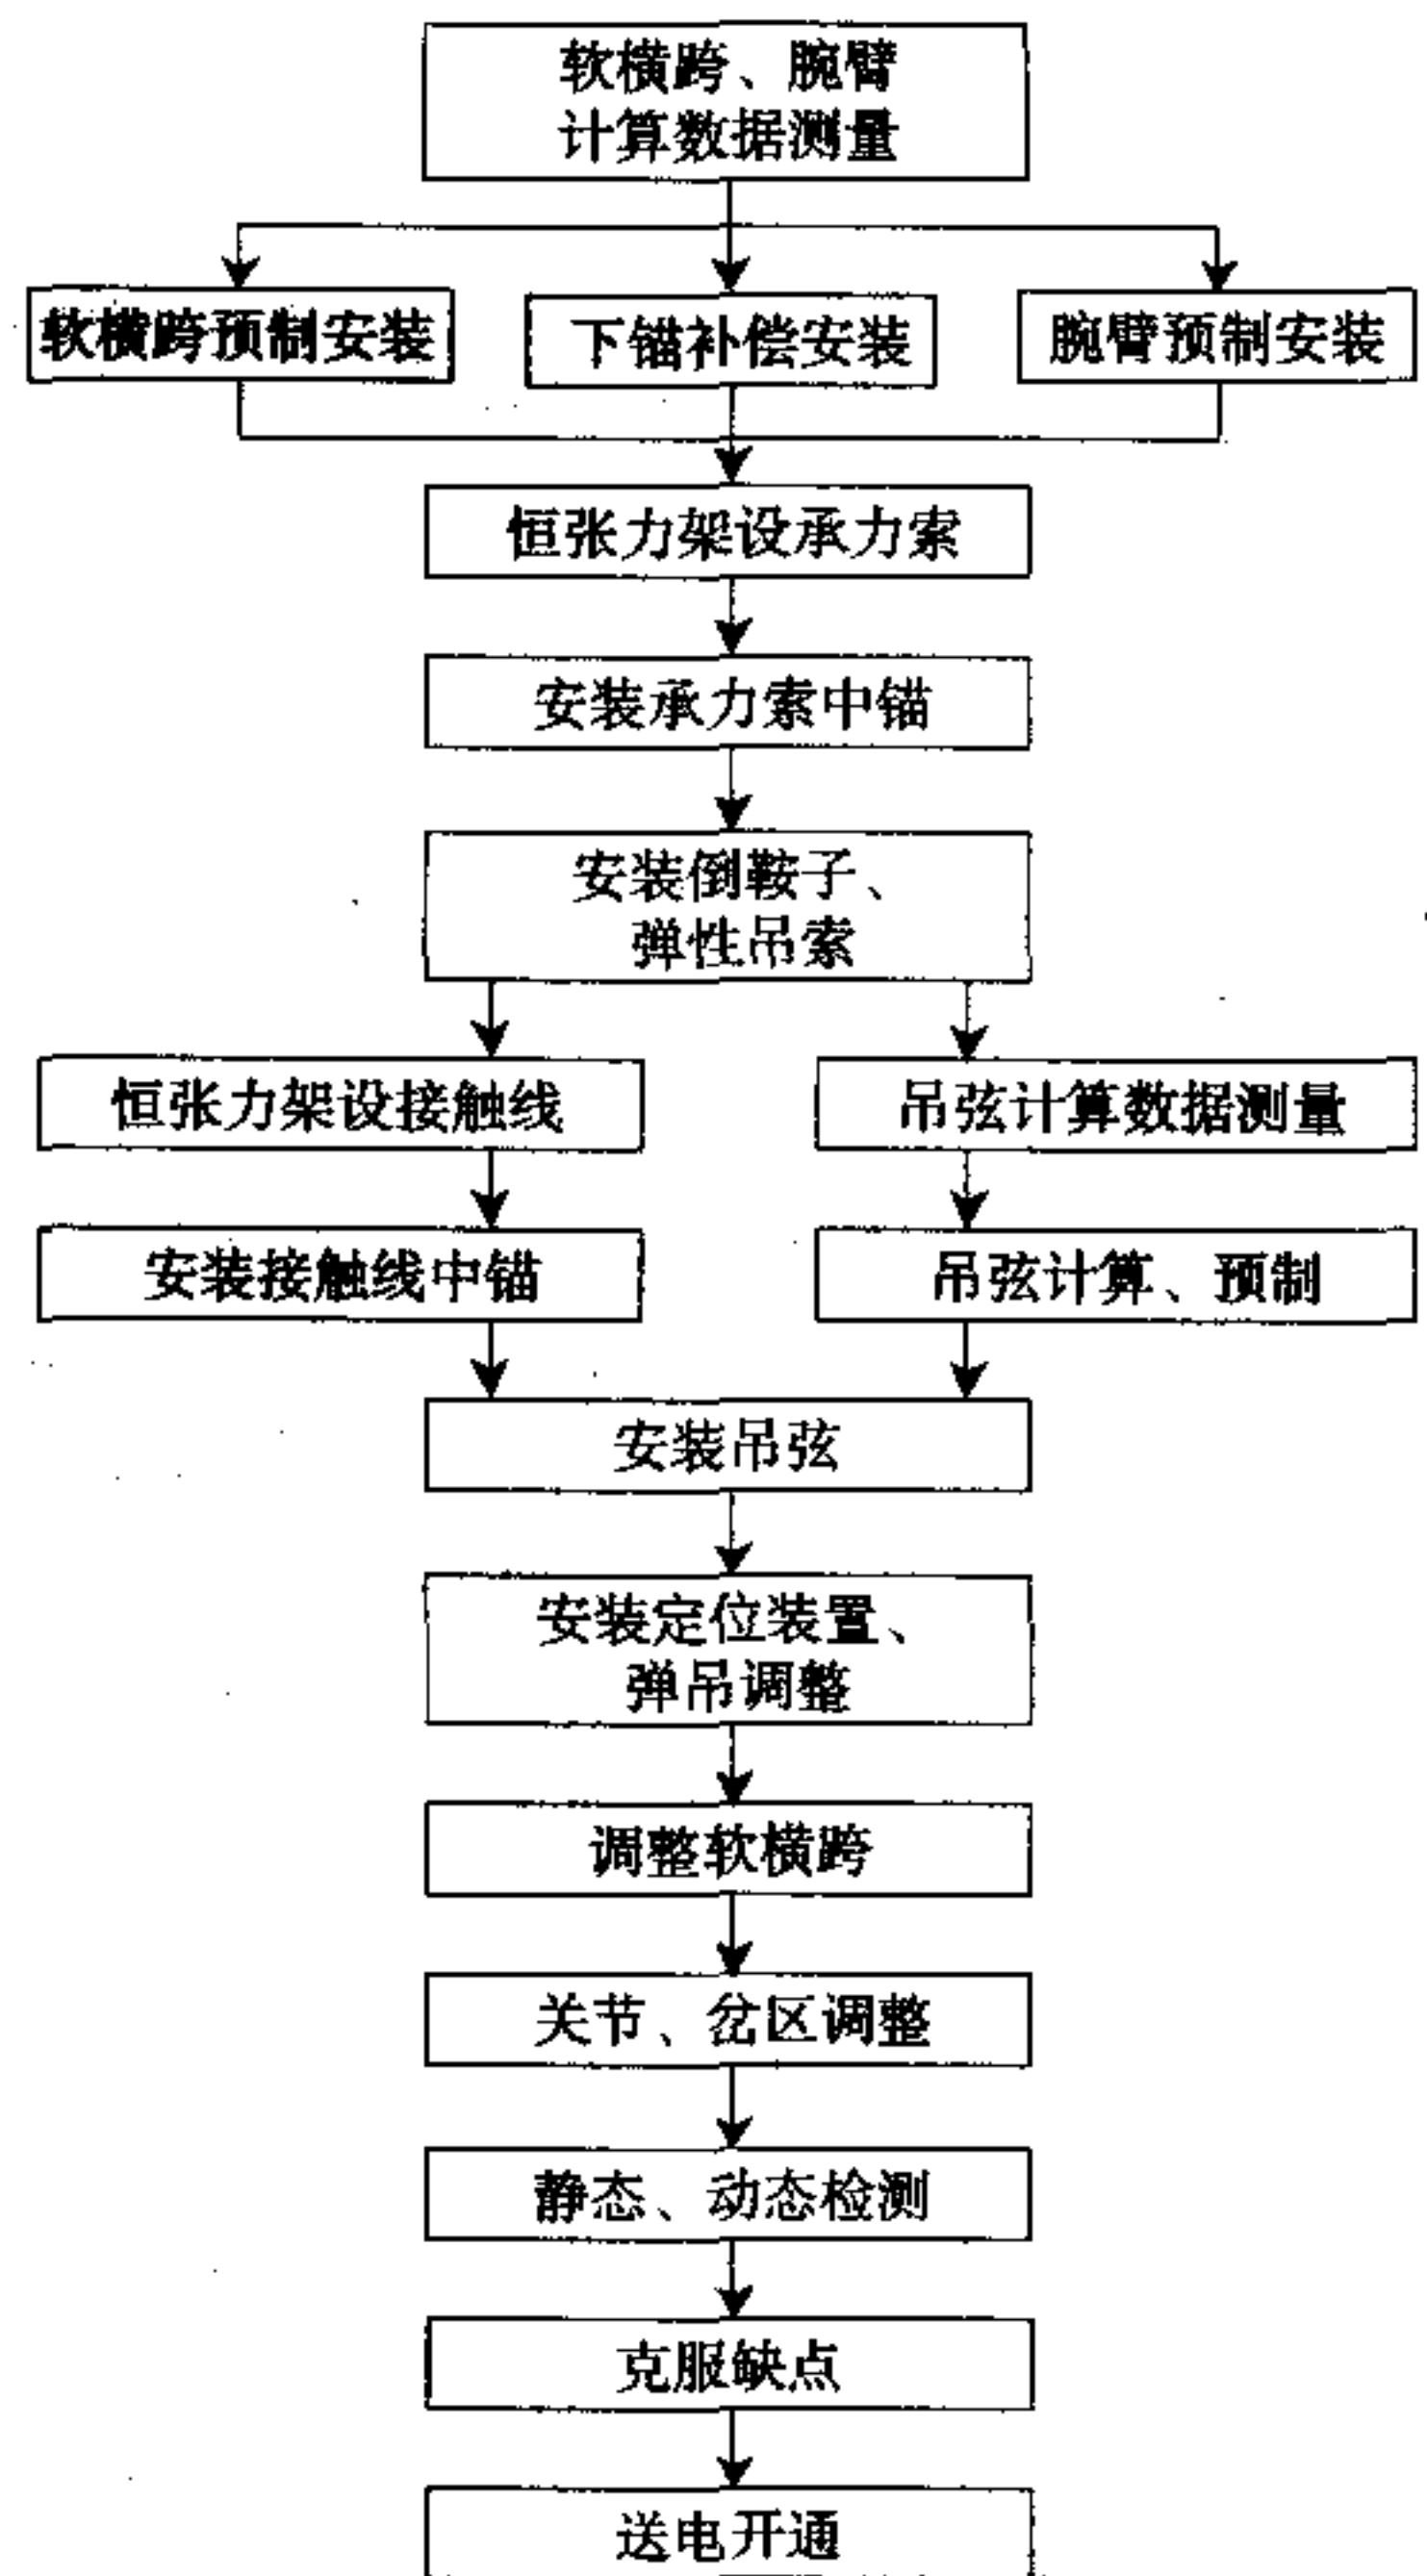 软横跨、腕臂
计算数据测量
软横跨预制安装
下锚补偿安装
腕臂预制安装
恒张力架设承力索
安装承力索中锚
安装倒鞍子、
弹性吊索
恒张力架设接触线
吊弦计算数据测量
安装接触线中锚
吊弦计算、预制
安装吊弦
安装定位装置、
弹吊调整
调整软横跨
关节、岔区调整
静态、动态检测
克服缺点
送电开通